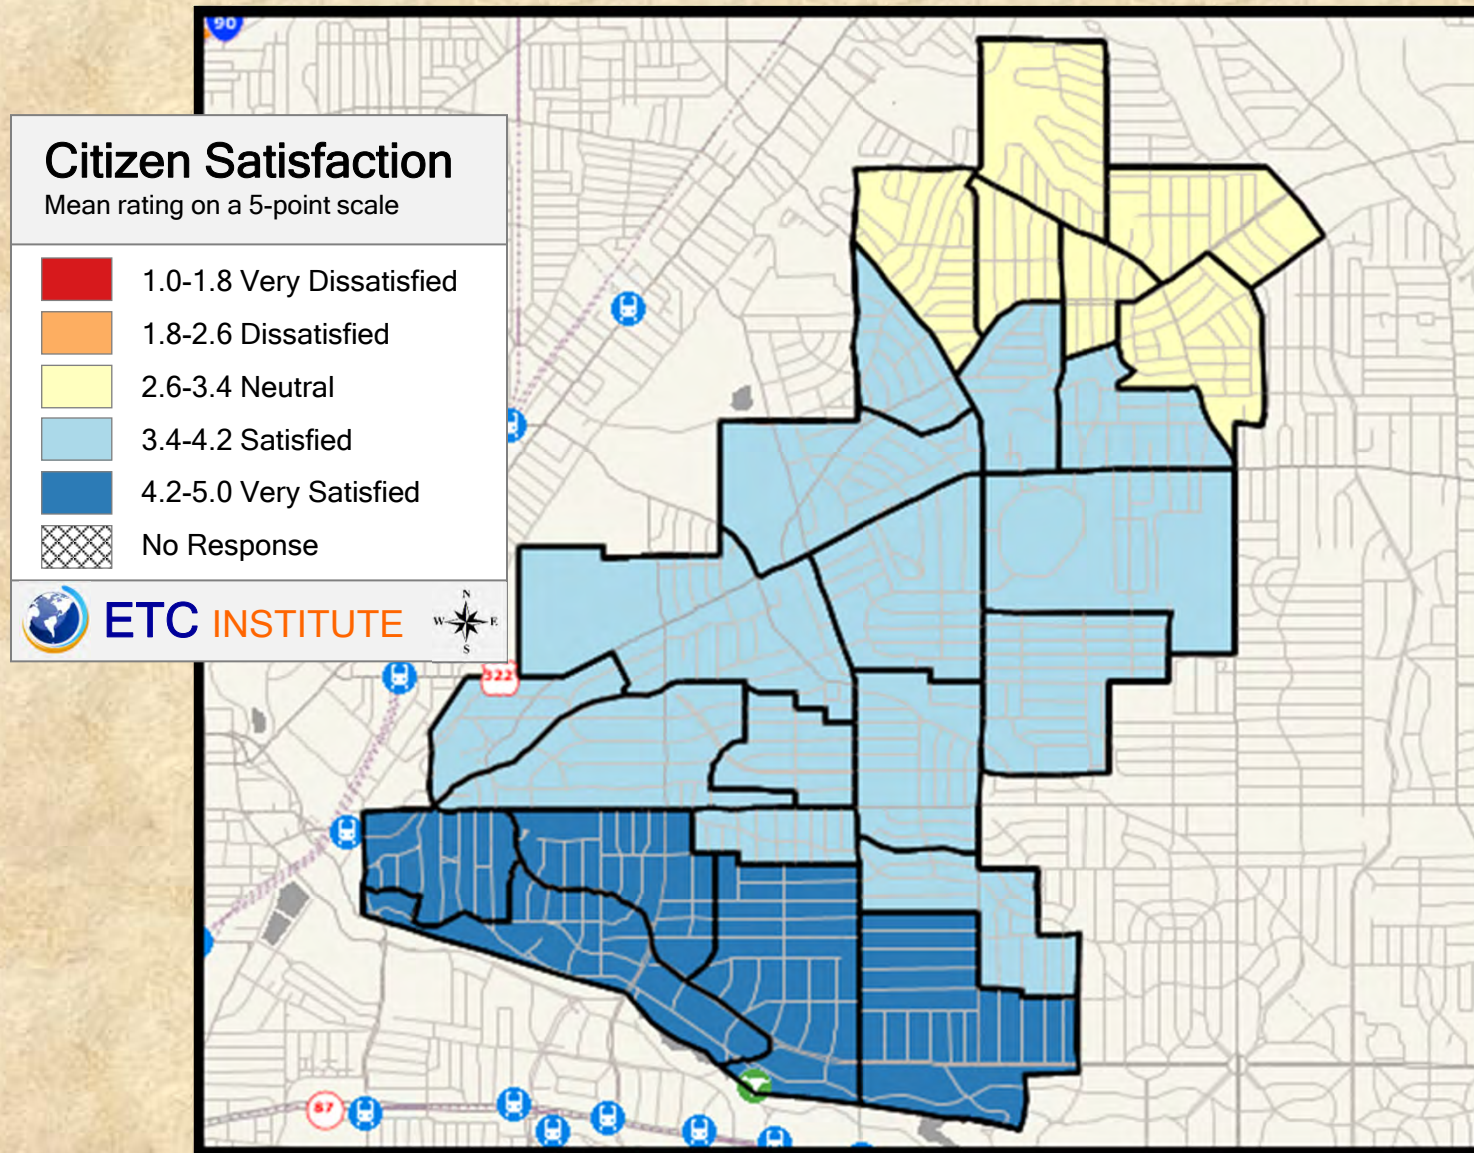 90
Citizen Satisfaction
Mean rating on a 5-point scale
1.0-1.8 Very Dissatisfied
1.8-2.6 Dissatisfied
2.6-3.4 Neutral
3.4-4.2 Satisfied
4.2-5.0 Very Satisfied
No Response
ETC INSTITUTE
N
W E
S
322
87